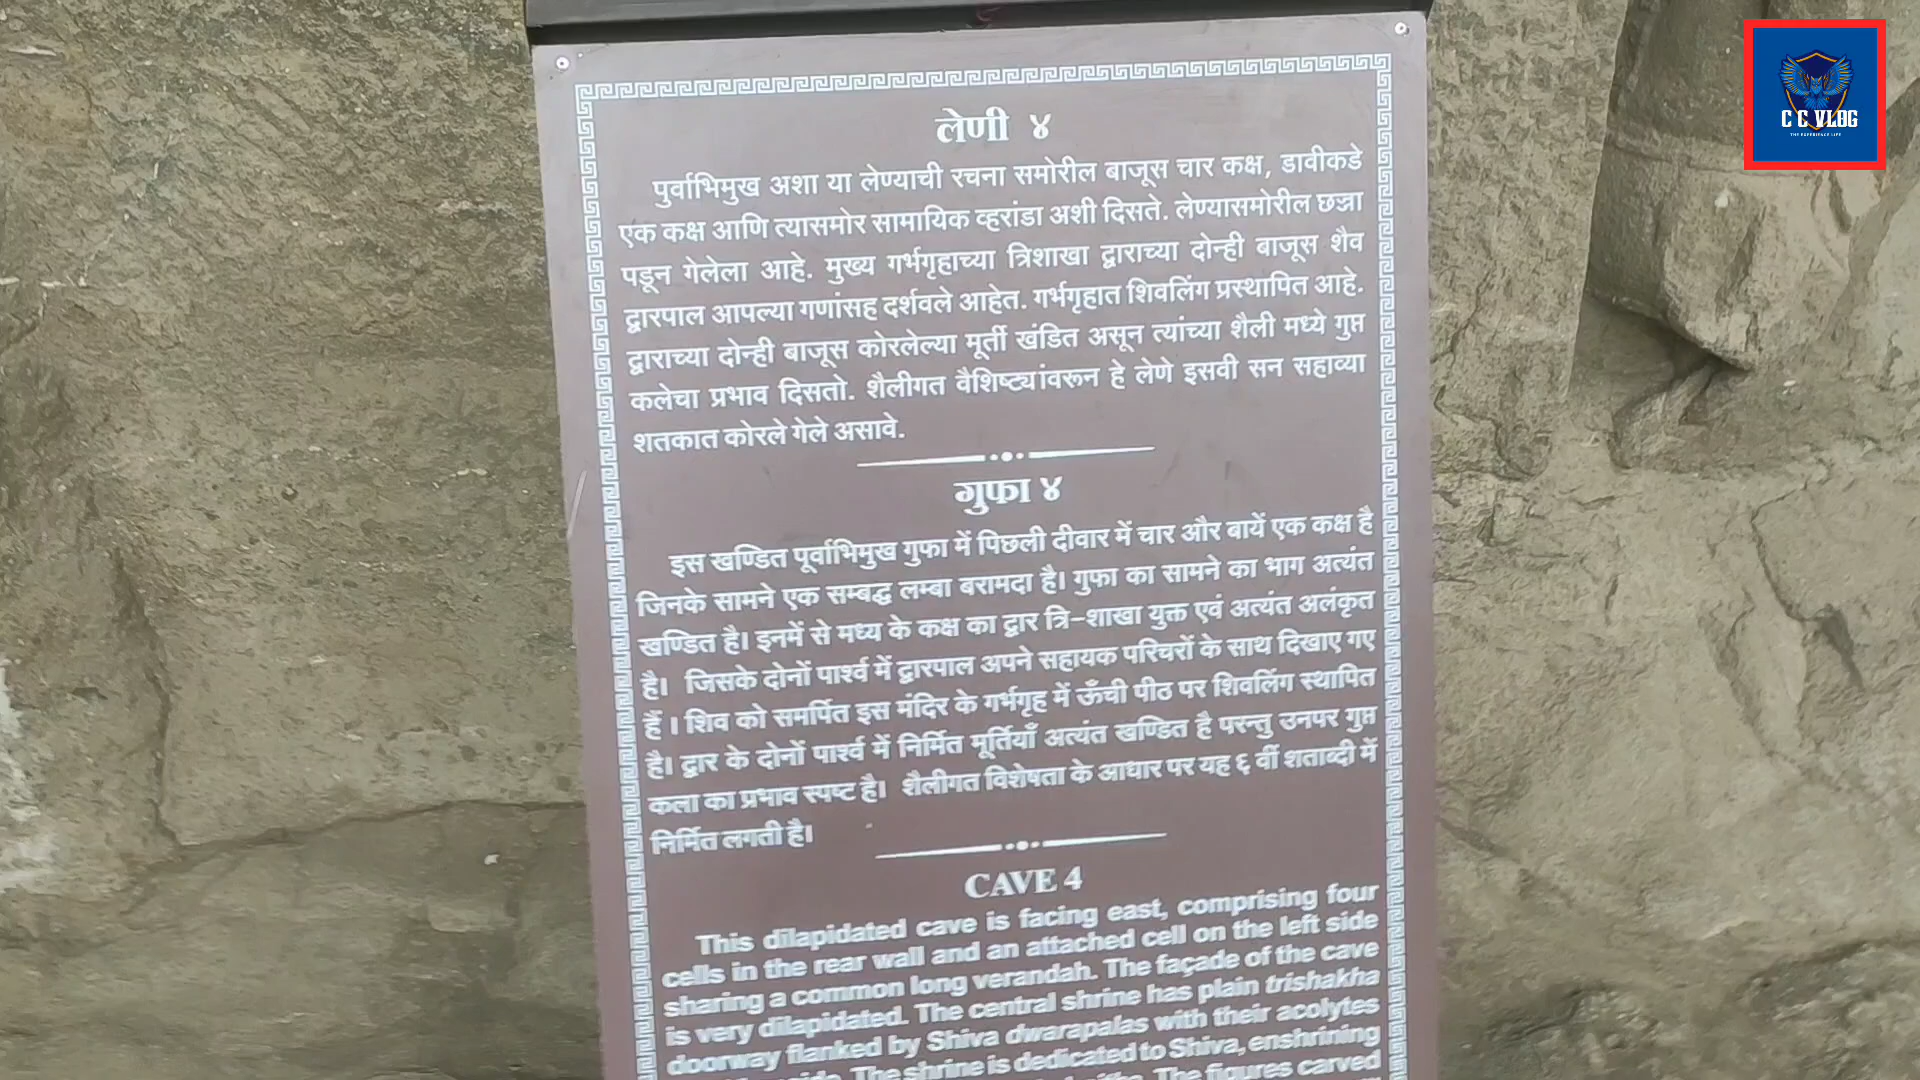 लेणी ४
पुर्वाभिमुख अशा या लेण्याची रचना समोरील बाजूस चार कक्ष, डावीकडे
एक कक्ष आणि त्यासमोर सामायिक व्हरांडा अशी दिसते. लेण्यासमोरील छज्जा
पडून गेलेला आहे. मुख्य गर्भगृहाच्या त्रिशाखा द्वाराच्या दोन्ही बाजूस शैव
द्वारपाल आपल्या गणांसह दर्शवले आहेत. गर्भगृहात शिवलिंग प्रस्थापित आहे.
द्वाराच्या दोन्ही बाजूस कोरलेल्या मूर्ती खंडित असून त्यांच्या शैली मध्ये गुप्त
कलेचा प्रभाव दिसतो. शैलीगत वैशिष्ट्यांवरून हे लेणे इसवी सन सहाव्या
शतकात कोरले गेले असावे.
गुफा ४
इस खण्डित पूर्वाभिमुख गुफा में पिछली दीवार में चार और बायें एक कक्ष है
जिनके सामने एक सम्बद्ध लम्बा बरामदा है। गुफा का सामने का भाग अत्यंत
खण्डित है। इनमें से मध्य के कक्ष का द्वार त्रि-शाखा युक्त एवं अत्यंत अलंकृत
है। जिसके दोनों पार्श्व में द्वारपाल अपने सहायक परिचरों के साथ दिखाए गए
हैं । शिव को समर्पित इस मंदिर के गर्भगृह में ऊँची पीठ पर शिवलिंग स्थापित
है। द्वार के दोनों पार्श्व में निर्मित मूर्तियाँ अत्यंत खण्डित है परन्तु उनपर गुप्त
कला का प्रभाव स्पष्ट है। शैलीगत विशेषता के आधार पर यह ६ वीं शताब्दी में
निर्मित लगती है।
CAVE 4
This dilapidated cave is facing east, comprising four
cells in the rear wall and an attached cell on the left side
sharing a common long verandah. The façade of the cave
is very dilapidated. The central shrine has plain trishakha
doorway flanked by Shiva dwarapalas with their acolytes
The shrine is dedicated to Shiva, enshrining
The figures carved
C C VLOG
THE EXPERIENCE LIFE